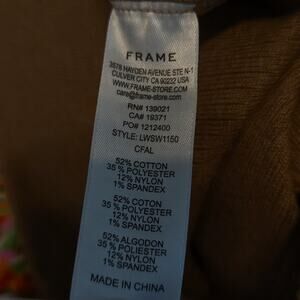 FRAME
3578 HAYDEN AVENUE STE N-1
CULVER CITY CA 90232 USA
WWW.FRAME-STORE.COM
care@frame-store.com
RN# 139021
CA# 19371
PO# 1212400
STYLE: LWSW1150
CFAL
52% COTTON
35 % POLYESTER
12% NYLON
1% SPANDEX
52% COTON
35 % POLYESTER
12% NYLON
1% SPANDEX
52% ALGODON
35% POLIESTER
12% NYLON
1% SPANDEX
MADE IN CHINA